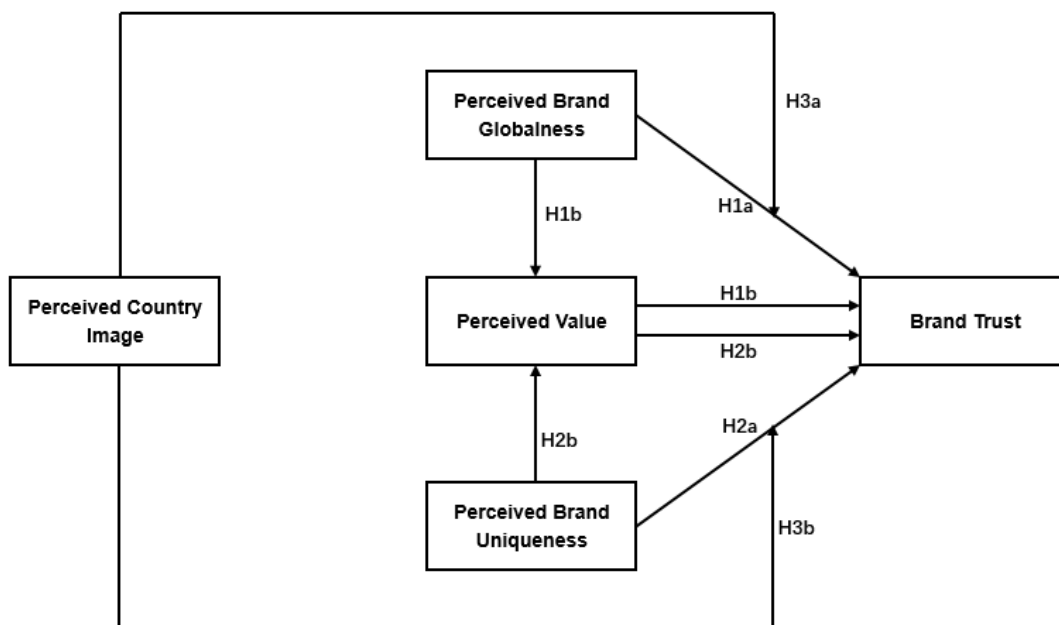 Perceived Brand
Globalness
H3a
H1a
H1b
Perceived Country
Image
Perceived Value
H1b
H2b
Brand Trust
H2a
H2b
Perceived Brand
Uniqueness
H3b